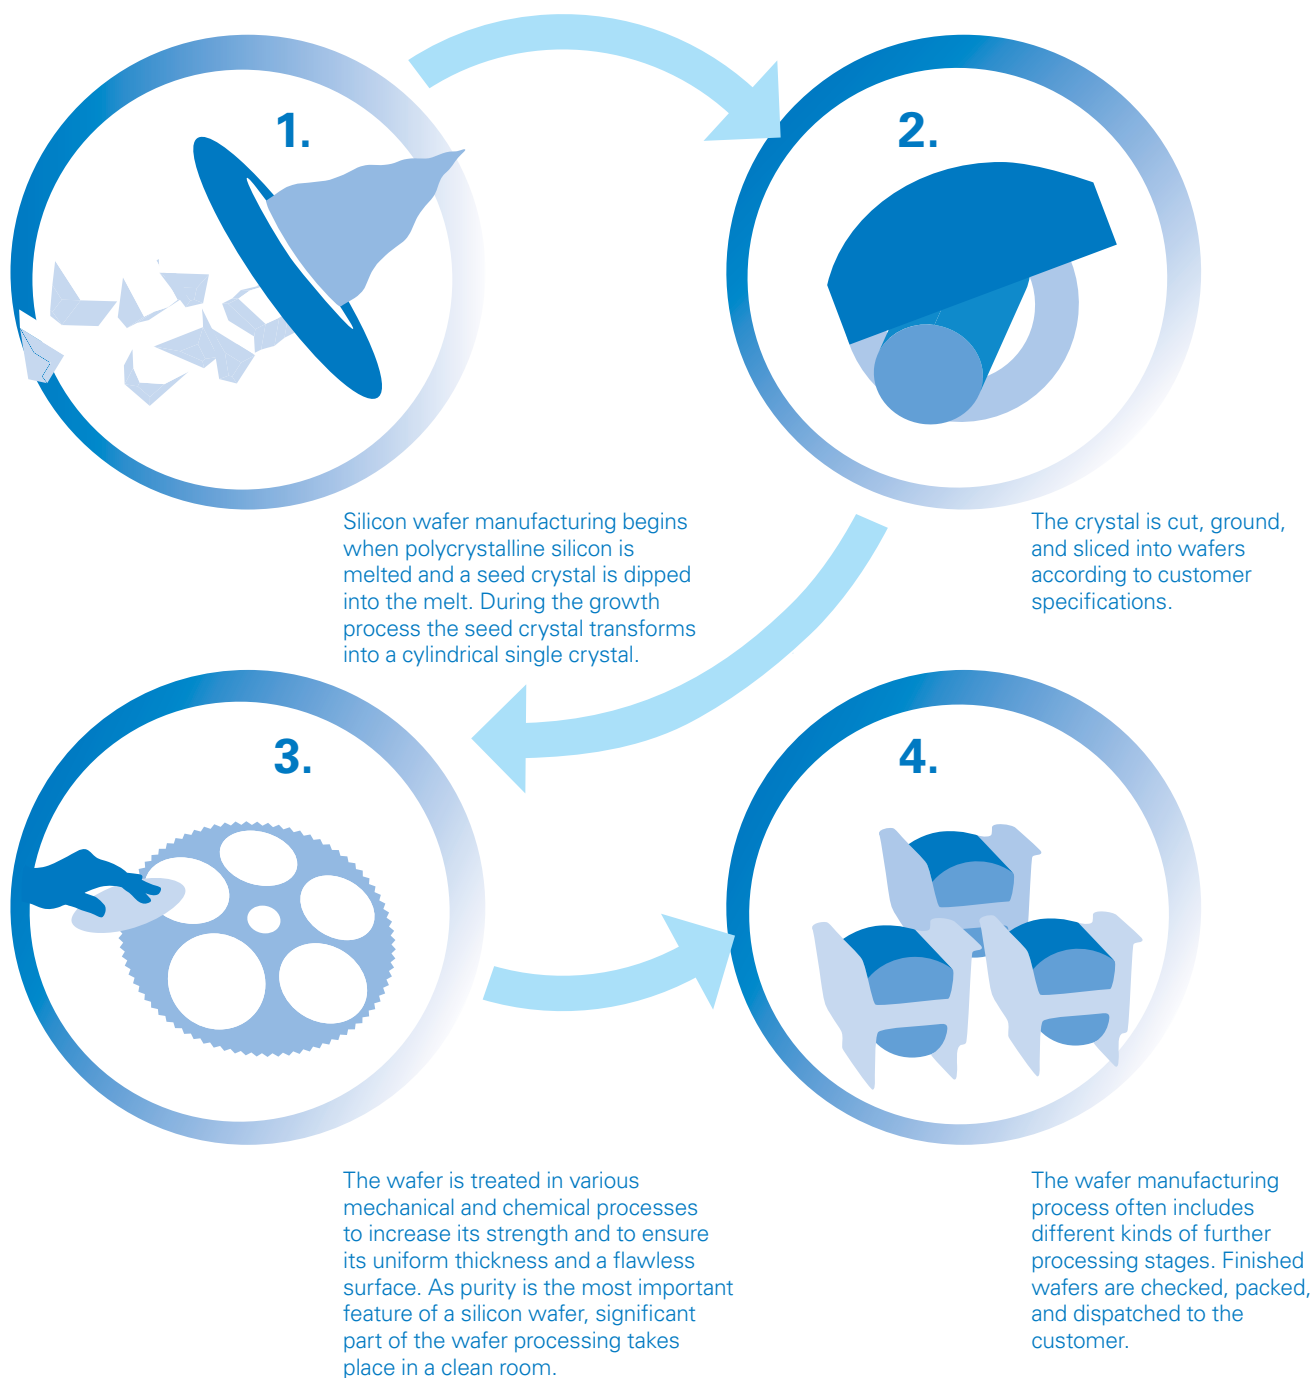 1.
Silicon wafer manufacturing begins
when polycrystalline silicon is
melted and a seed crystal is dipped
into the melt. During the growth
process the seed crystal transforms
into a cylindrical single crystal.
2.
The crystal is cut, ground,
and sliced into wafers
according to customer
specifications.
3.
The wafer is treated in various
mechanical and chemical processes
to increase its strength and to ensure
its uniform thickness and a flawless
surface. As purity is the most important
feature of a silicon wafer, significant
part of the wafer processing takes
place in a clean room.
4.
The wafer manufacturing
process often includes
different kinds of further
processing stages. Finished
wafers are checked, packed,
and dispatched to the
customer.